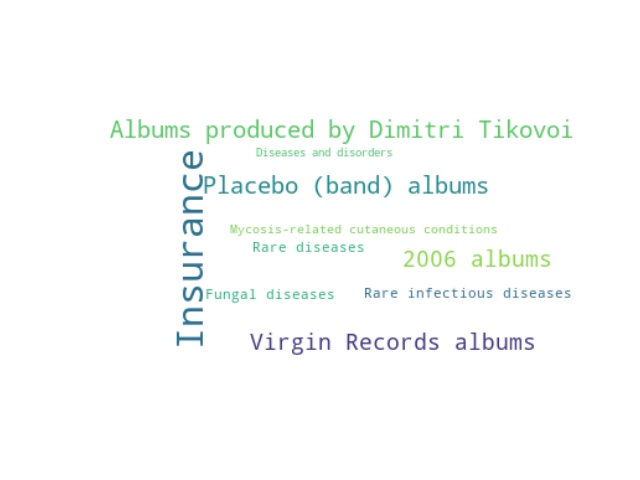 Albums produced by Dimitri Tikovoi
Diseases and disorders
Insurance
Placebo (band) albums
Mycosis-related cutaneous conditions
Rare diseases
2006 albums
Fungal diseases
Rare infectious diseases
Virgin Records albums